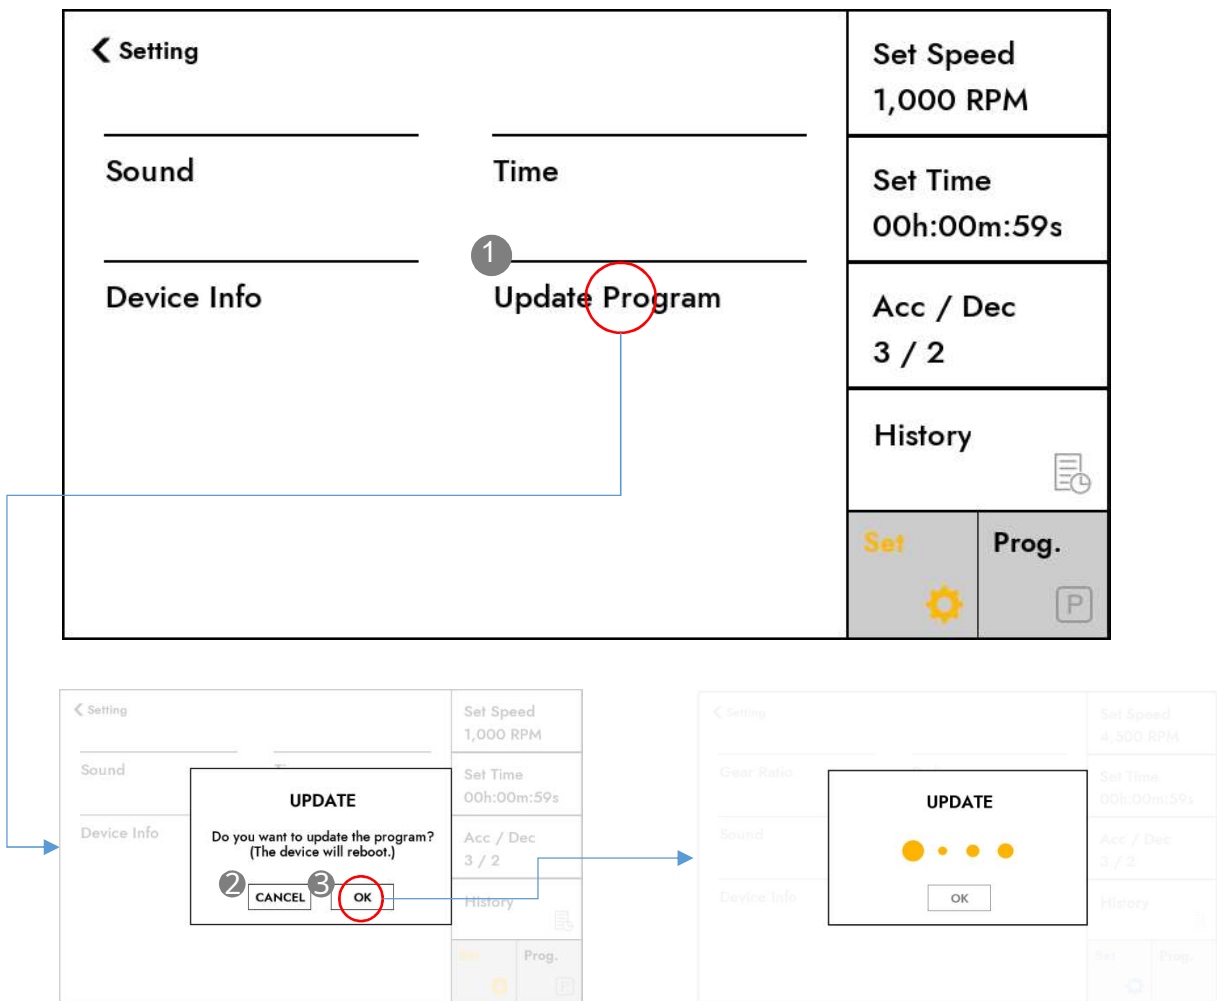 Setting
Sound
Time
1
Device Info
Update Program
Set Speed
1,000 RPM
Set Time
00h:00m:59s
Acc / Dec
3 / 2
History
Set
Prog.
P
Setting
Sound
Device Info
UPDATE
Do you want to update the program?
(The device will reboot.)
2
CANCEL
3
OK
Set Speed
1,000 RPM
Set Time
00h:00m:59s
Acc / Dec
3 / 2
History
Set
Prog.
P
Setting
Gear Ratio
Sound
Device Info
UPDATE
OK
Set Speed
4,500 RPM
Set Time
00h:00m:59s
Acc / Dec
3 / 2
History
Set
Prog.